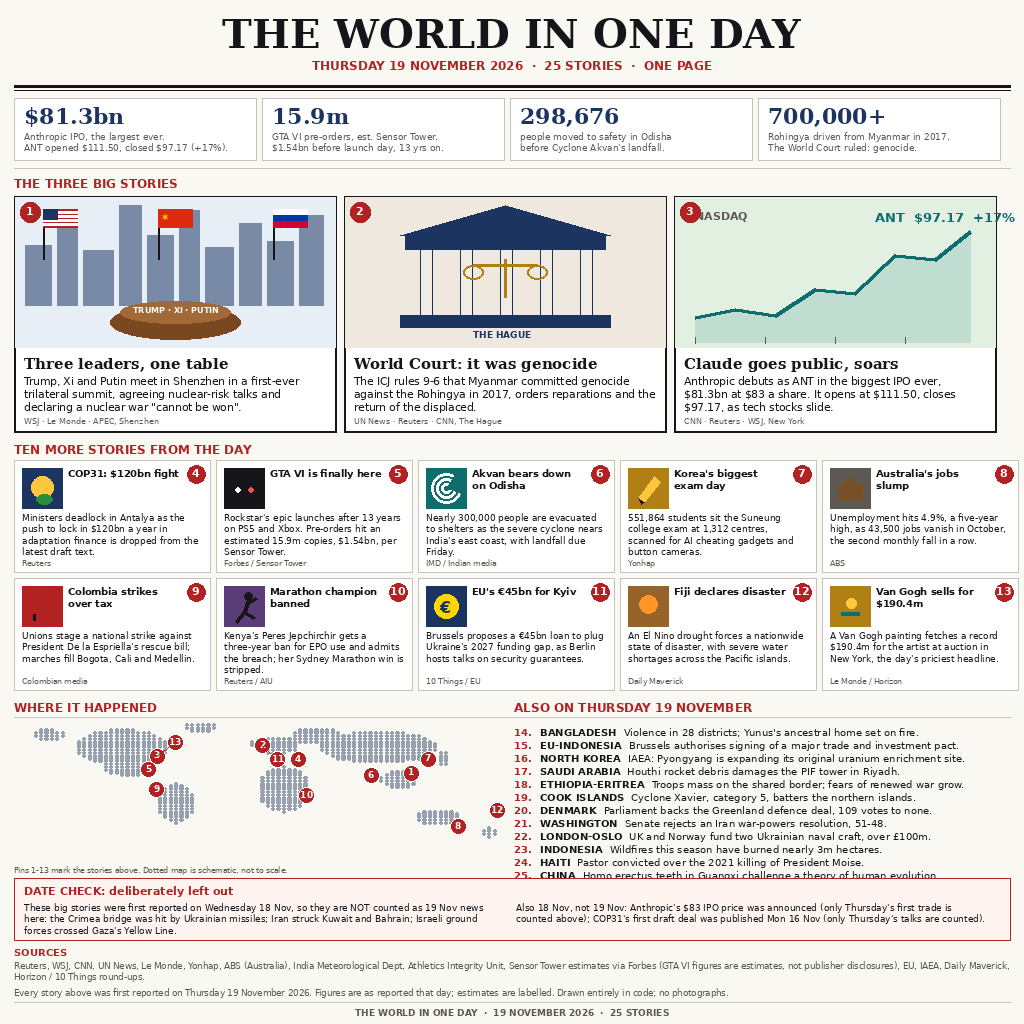 THE WORLD IN ONE DAY
THURSDAY 19 NOVEMBER 2026 · 25 STORIES · ONE PAGE
$81.3bn
Anthropic IPO, the largest ever.
ANT opened $111.50, closed $97.17 (+17%).
15.9m
GTA VI pre-orders, est. Sensor Tower.
$1.54bn before launch day, 13 yrs on.
298,676
people moved to safety in Odisha
before Cyclone Akvan's landfall.
700,000+
Rohingya driven from Myanmar in 2017.
The World Court ruled: genocide.
THE THREE BIG STORIES
1
TRUMP · XI · PUTIN
Three leaders, one table
Trump, Xi and Putin meet in Shenzhen in a first-ever
trilateral summit, agreeing nuclear-risk talks and
declaring a nuclear war "cannot be won".
WSJ · Le Monde · APEC, Shenzhen
2
THE HAGUE
World Court: it was genocide
The ICJ rules 9-6 that Myanmar committed genocide
against the Rohingya in 2017, orders reparations and the
return of the displaced.
UN News · Reuters · CNN, The Hague
3
NASDAQ
ANT $97.17 +17%
Claude goes public, soars
Anthropic debuts as ANT in the biggest IPO ever,
$81.3bn at $83 a share. It opens at $111.50, closes
$97.17, as tech stocks slide.
CNN · Reuters · WSJ, New York
TEN MORE STORIES FROM THE DAY
COP31: $120bn fight
4
Ministers deadlock in Antalya as the
push to lock in $120bn a year in
adaptation finance is dropped from the
latest draft text.
Reuters
GTA VI is finally here
5
Rockstar's epic launches after 13 years
on PS5 and Xbox. Pre-orders hit an
estimated 15.9m copies, $1.54bn, per
Sensor Tower.
Forbes / Sensor Tower
Akvan bears down
on Odisha
6
Nearly 300,000 people are evacuated
to shelters as the severe cyclone nears
India's east coast, with landfall due
Friday.
IMD / Indian media
Korea's biggest
exam day
7
551,864 students sit the Suneung
college exam at 1,312 centres,
scanned for AI cheating gadgets and
button cameras.
Yonhap
Australia's jobs
slump
8
Unemployment hits 4.9%, a five-year
high, as 43,500 jobs vanish in October,
the second monthly fall in a row.
ABS
Colombia strikes
over tax
9
Unions stage a national strike against
President De la Espriella's rescue bill;
marches fill Bogota, Cali and Medellin.
Colombian media
Marathon champion
banned
10
Kenya's Peres Jepchirchir gets a
three-year ban for EPO use and admits
the breach; her Sydney Marathon win is
stripped.
Reuters / AIU
€
EU's €45bn for Kyiv
11
Brussels proposes a €45bn loan to plug
Ukraine's 2027 funding gap, as Berlin
hosts talks on security guarantees.
10 Things / EU
Fiji declares disaster
12
An El Nino drought forces a nationwide
state of disaster, with severe water
shortages across the Pacific islands.
Daily Maverick
Van Gogh sells for
$190.4m
13
A Van Gogh painting fetches a record
$190.4m for the artist at auction in
New York, the day's priciest headline.
Le Monde / Horizon
WHERE IT HAPPENED
13
3
5
9
2
11
4
10
6
1
7
8
12
Pins 1-13 mark the stories above. Dotted map is schematic, not to scale.
ALSO ON THURSDAY 19 NOVEMBER
14. BANGLADESH Violence in 28 districts; Yunus's ancestral home set on fire.
15. EU-INDONESIA Brussels authorises signing of a major trade and investment pact.
16. NORTH KOREA IAEA: Pyongyang is expanding its original uranium enrichment site.
17. SAUDI ARABIA Houthi rocket debris damages the PIF tower in Riyadh.
18. ETHIOPIA-ERITREA Troops mass on the shared border; fears of renewed war grow.
19. COOK ISLANDS Cyclone Xavier, category 5, batters the northern islands.
20. DENMARK Parliament backs the Greenland defence deal, 109 votes to none.
21. WASHINGTON Senate rejects an Iran war-powers resolution, 51-48.
22. LONDON-OSLO UK and Norway fund two Ukrainian naval craft, over £100m.
23. INDONESIA Wildfires this season have burned nearly 3m hectares.
24. HAITI Pastor convicted over the 2021 killing of President Moise.
25. CHINA Homo erectus teeth in Guangxi challenge a theory of human evolution.
DATE CHECK: deliberately left out
These big stories were first reported on Wednesday 18 Nov, so they are NOT counted as 19 Nov news
here: the Crimea bridge was hit by Ukrainian missiles; Iran struck Kuwait and Bahrain; Israeli ground
forces crossed Gaza's Yellow Line.
Also 18 Nov, not 19 Nov: Anthropic's $83 IPO price was announced (only Thursday's first trade is
counted above); COP31's first draft deal was published Mon 16 Nov (only Thursday's talks are counted).
SOURCES
Reuters, WSJ, CNN, UN News, Le Monde, Yonhap, ABS (Australia), India Meteorological Dept, Athletics Integrity Unit, Sensor Tower estimates via Forbes (GTA VI figures are estimates, not publisher disclosures), EU, IAEA, Daily Maverick,
Horizon / 10 Things round-ups.
Every story above was first reported on Thursday 19 November 2026. Figures are as reported that day; estimates are labelled. Drawn entirely in code; no photographs.
THE WORLD IN ONE DAY · 19 NOVEMBER 2026 · 25 STORIES